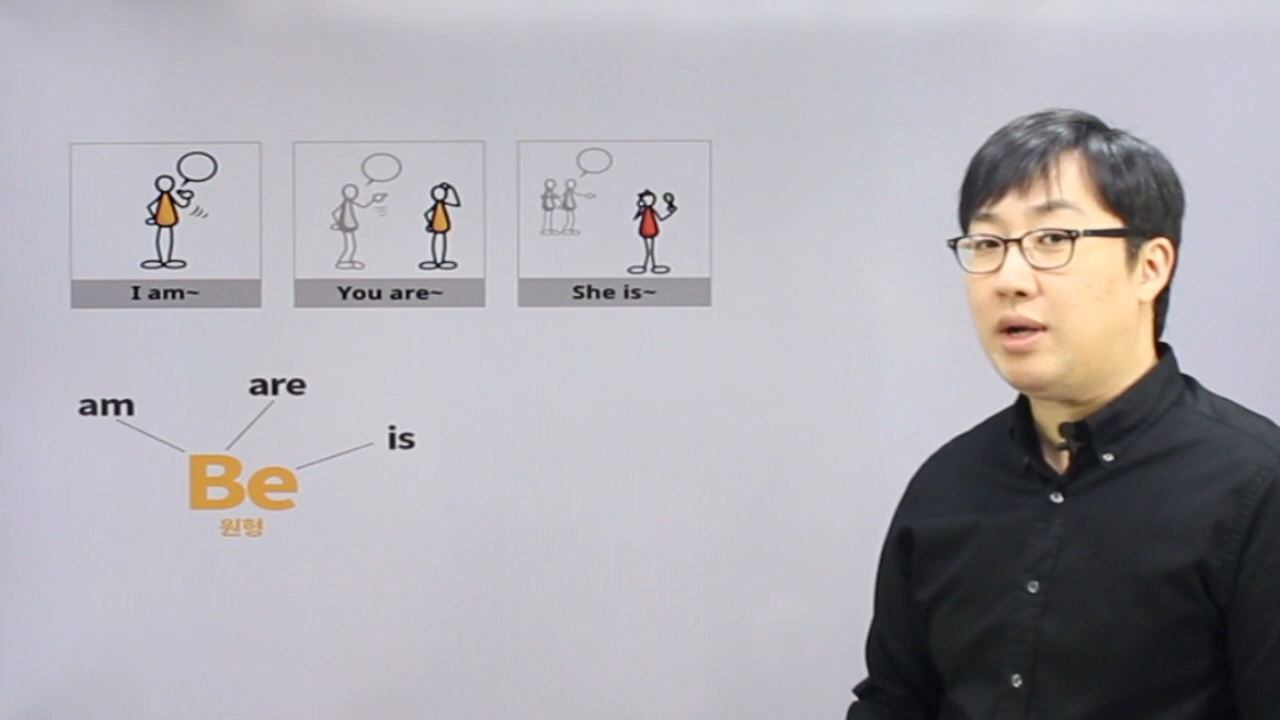 I am~
You are~
She is~
am
are
is
Be
원형